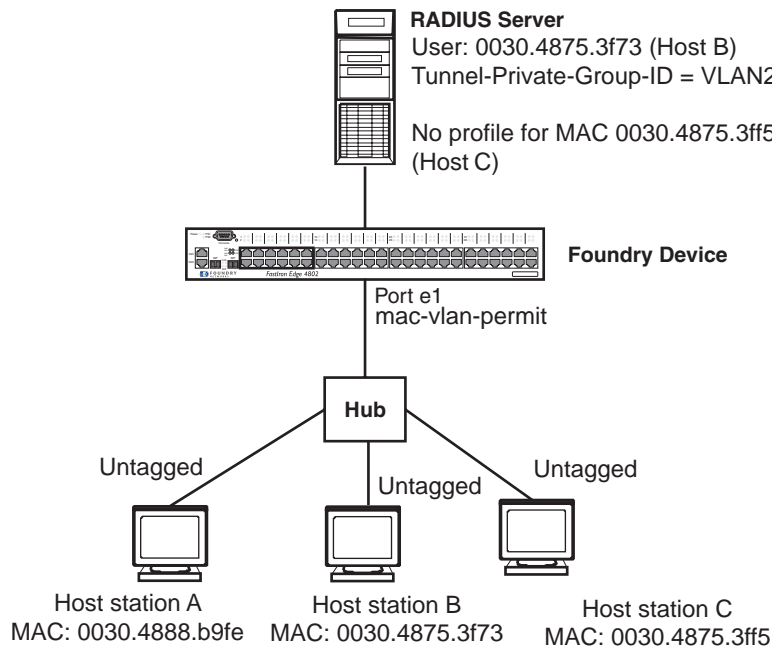 RADIUS Server
User: 0030.4875.3f73 (Host B)
Tunnel-Private-Group-ID = VLAN2
No profile for MAC 0030.4875.3ff5
(Host C)
Foundry Device
FOUNDRY
FastIron Edge 4802
Port e1
mac-vlan-permit
Hub
Untagged
Untagged
Untagged
Host station A
MAC: 0030.4888.b9fe
Host station B
MAC: 0030.4875.3f73
Host station C
MAC: 0030.4875.3ff5